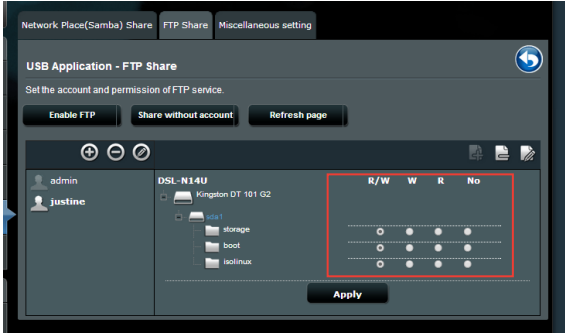 Network Place(Samba) Share FTP Share Miscellaneous setting
USB Application - FTP Share
Set the account and permission of FTP service.
Enable FTP Share without account Refresh page
admin
justine
DSL-N14U R/W W R No
Kingston DT 101 G2
sda1
storage
boot
isolinux
Apply